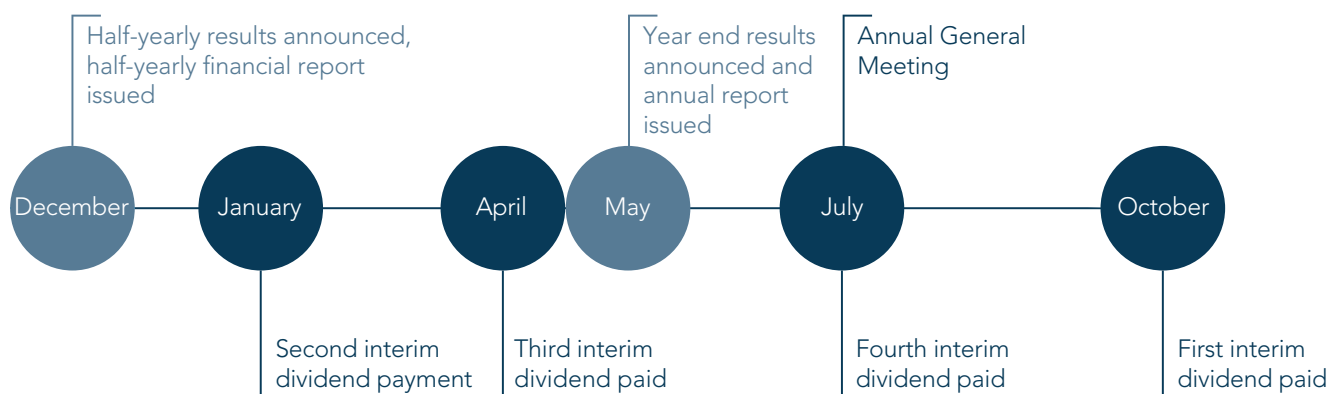 Half-yearly results announced,
half-yearly financial report
issued
Year end results
announced and
annual report
issued
Annual General
Meeting
December
January
April
May
July
October
Second interim
dividend payment
Third interim
dividend paid
Fourth interim
dividend paid
First interim
dividend paid